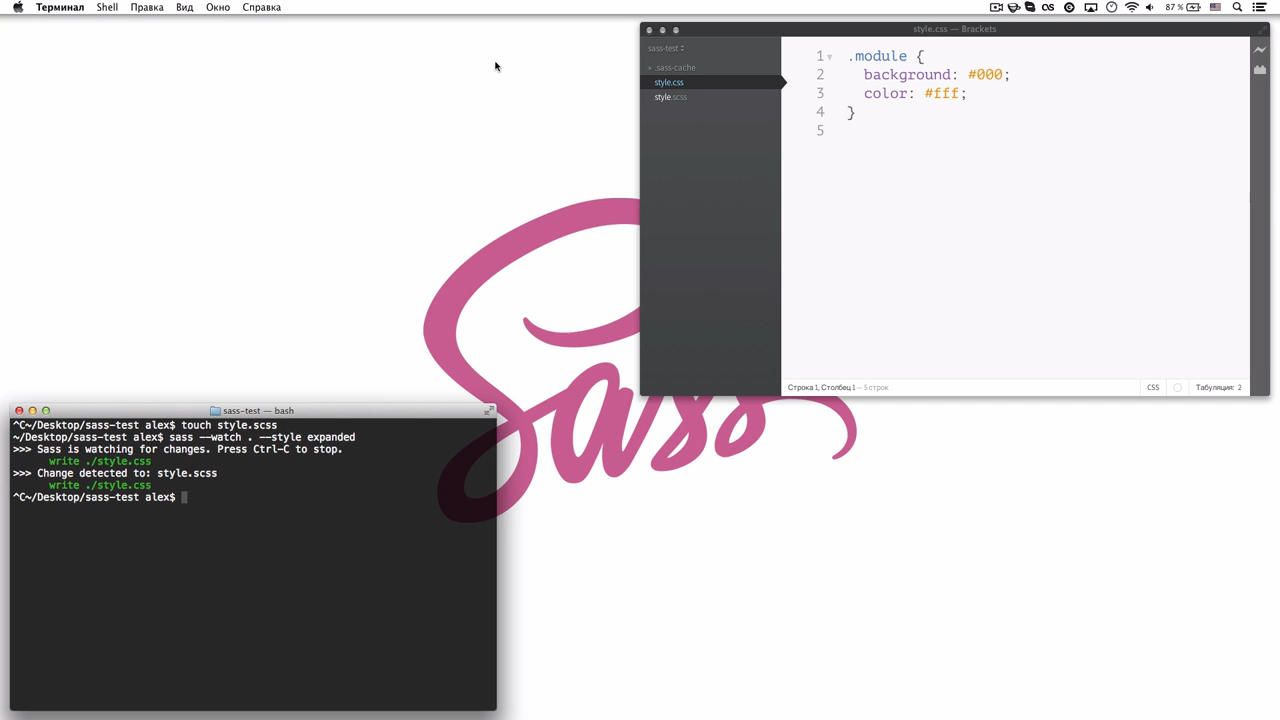 Терминал Shell Правка Вид Окно Справка
87 %
style.css — Brackets
sass-test
.sass-cache
style.css
style.scss
1 .module {
2 background: #000;
3 color: #fff;
4 }
5
Строка 1, Столбец 1 — 5 строк
CSS
Табуляция: 2
Sass
sass-test — bash
^C~/Desktop/sass-test alex$ touch style.scss
~/Desktop/sass-test alex$ sass --watch . --style expanded
>>> Sass is watching for changes. Press Ctrl-C to stop.
write ./style.css
>>> Change detected to: style.scss
write ./style.css
^C~/Desktop/sass-test alex$